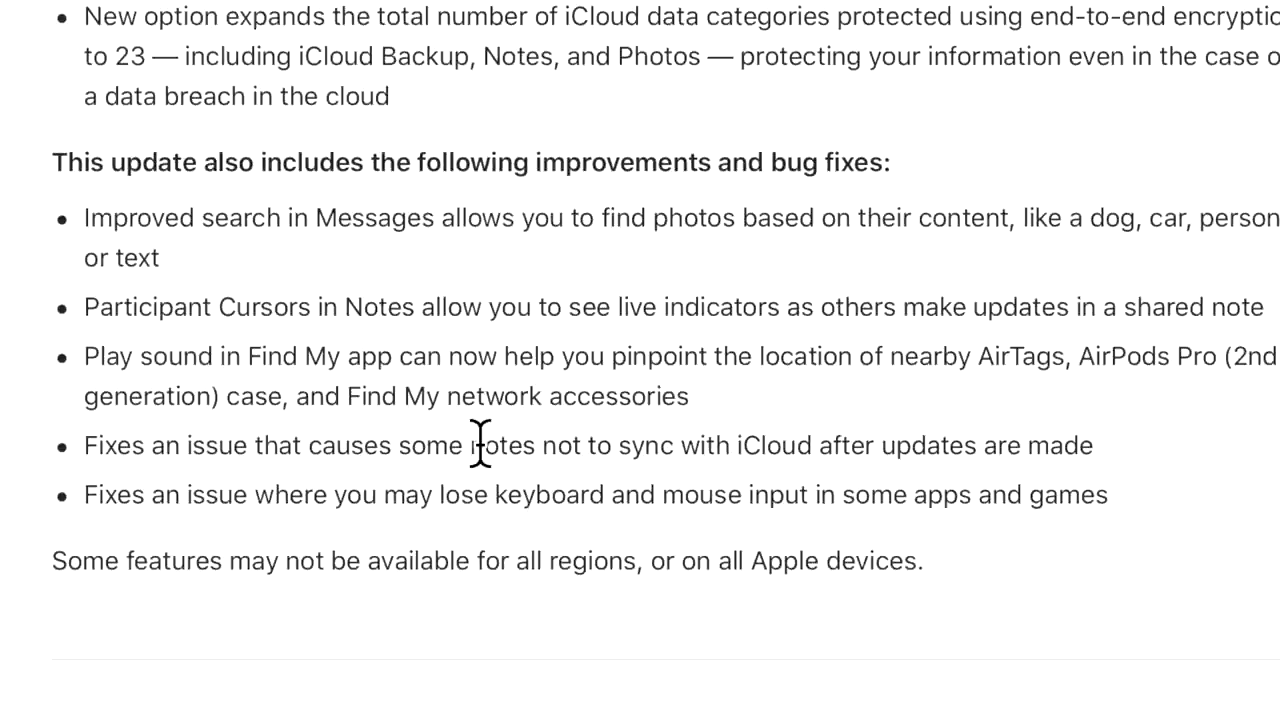 • New option expands the total number of iCloud data categories protected using end-to-end encryptio
to 23 — including iCloud Backup, Notes, and Photos — protecting your information even in the case o
a data breach in the cloud
This update also includes the following improvements and bug fixes:
• Improved search in Messages allows you to find photos based on their content, like a dog, car, person
or text
• Participant Cursors in Notes allow you to see live indicators as others make updates in a shared note
• Play sound in Find My app can now help you pinpoint the location of nearby AirTags, AirPods Pro (2nd
generation) case, and Find My network accessories
• Fixes an issue that causes some notes not to sync with iCloud after updates are made
• Fixes an issue where you may lose keyboard and mouse input in some apps and games
Some features may not be available for all regions, or on all Apple devices.